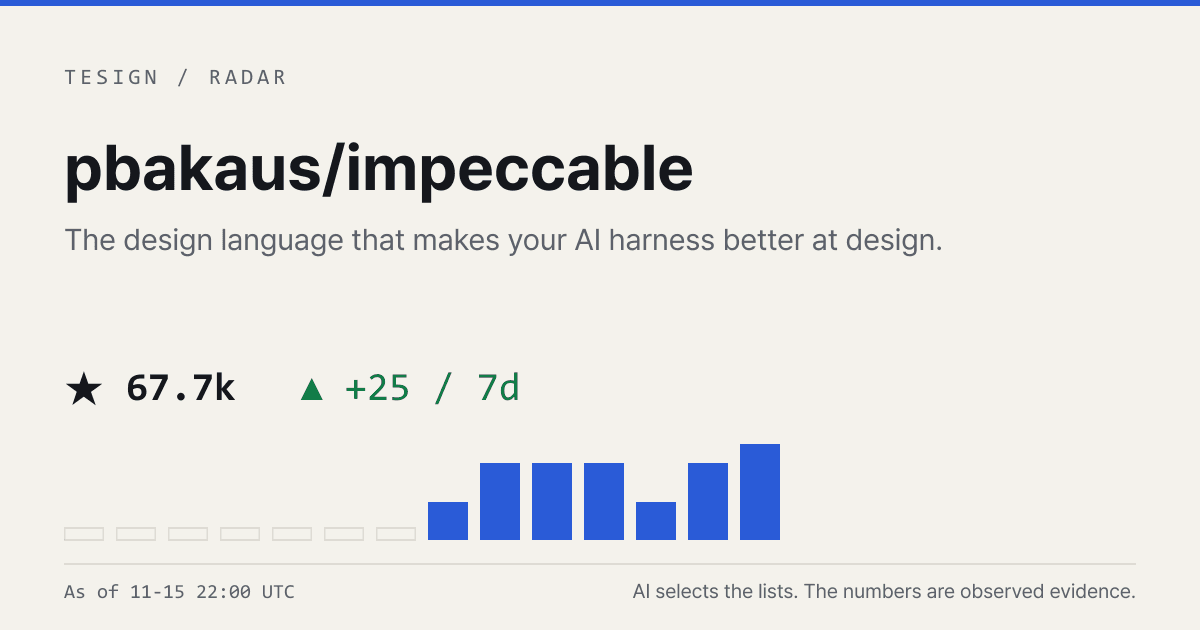 TESIGN / RADAR
pbakaus/impeccable
The design language that makes your AI harness better at design.
★ 67.7k ▲ +25 / 7d
As of 11-15 22:00 UTC
AI selects the lists. The numbers are observed evidence.